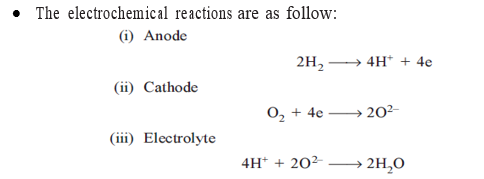 • The electrochemical reactions are as follow:
(i) Anode
2H₂ ⟶ 4H⁺ + 4e
(ii) Cathode
O₂ + 4e ⟶ 2O²⁻
(iii) Electrolyte
4H⁺ + 2O²⁻ ⟶ 2H₂O